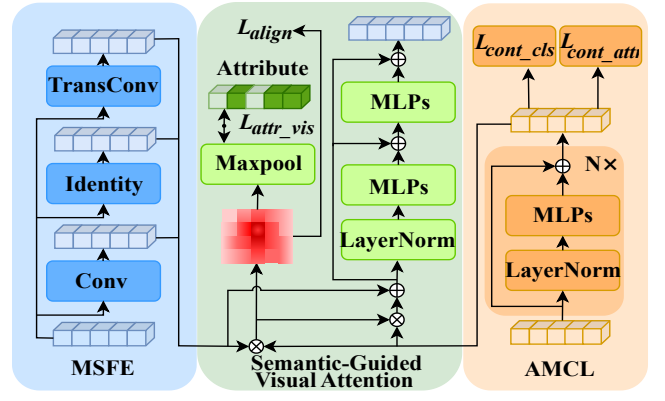 TransConv
Identity
Conv
MSFE
L_align
Attribute
L_attr_vis
Maxpool
MLPs
MLPs
LayerNorm
Semantic-Guided
Visual Attention
L_cont_cls
L_cont_attr
N×
MLPs
LayerNorm
AMCL